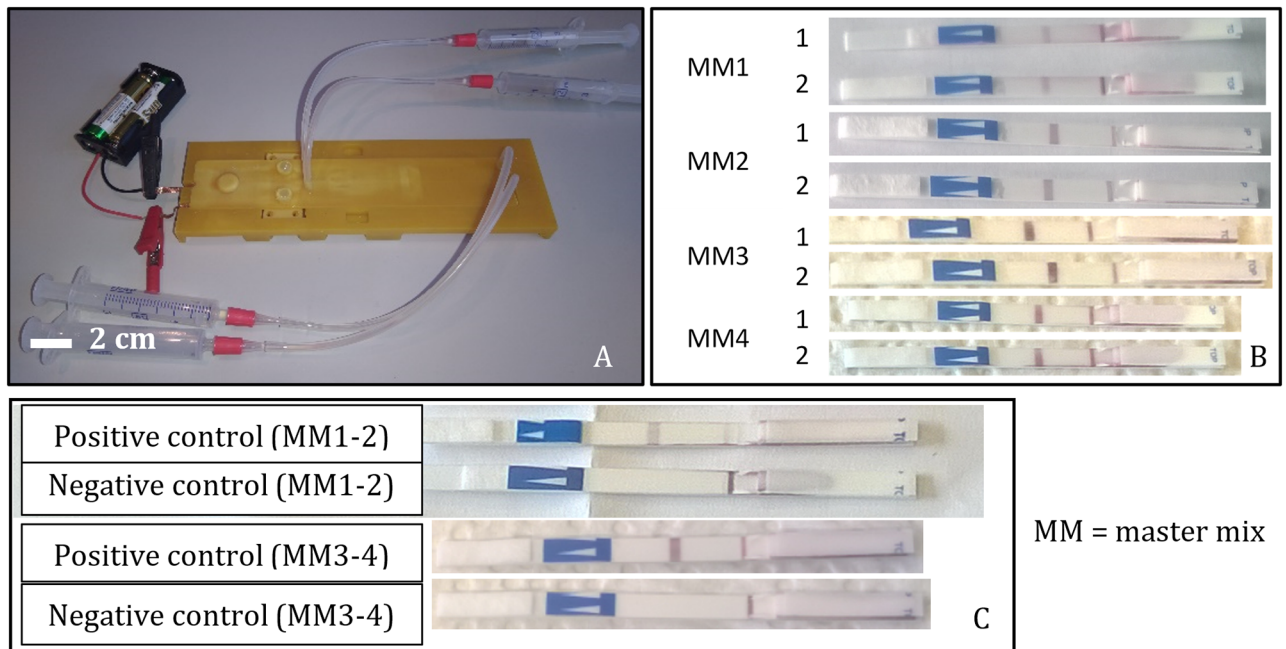 2 cm
A
MM1
1
2
MM2
1
2
MM3
1
2
MM4
1
2
B
Positive control (MM1-2)
Negative control (MM1-2)
Positive control (MM3-4)
Negative control (MM3-4)
C
MM = master mix
TOP